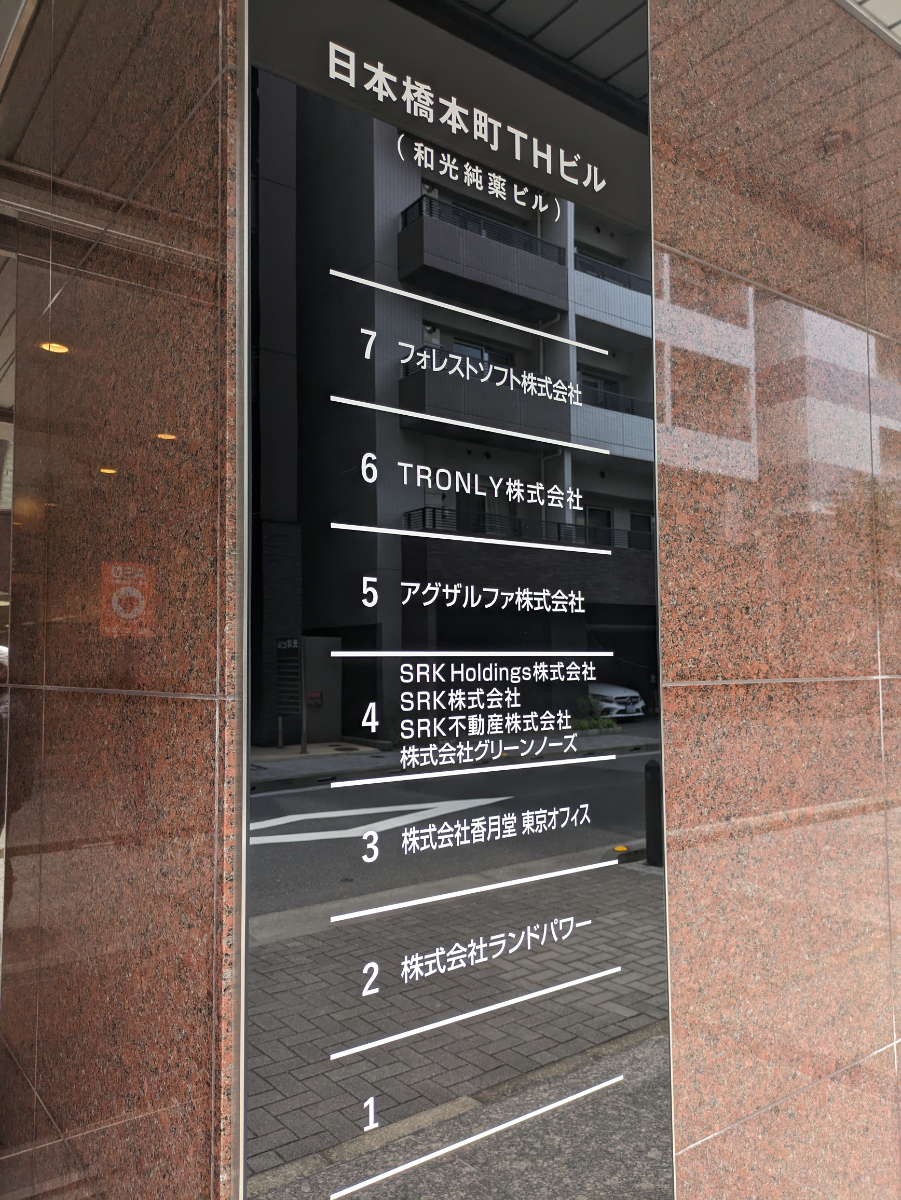 日本橋本町THビル
(和光純薬ビル)
7 フォレストソフト株式会社
6 TRONLY株式会社
5 アグザルファ株式会社
4 SRK Holdings株式会社
SRK株式会社
SRK不動産株式会社
株式会社グリーンノーズ
3 株式会社香月堂 東京オフィス
2 株式会社ランドパワー
1